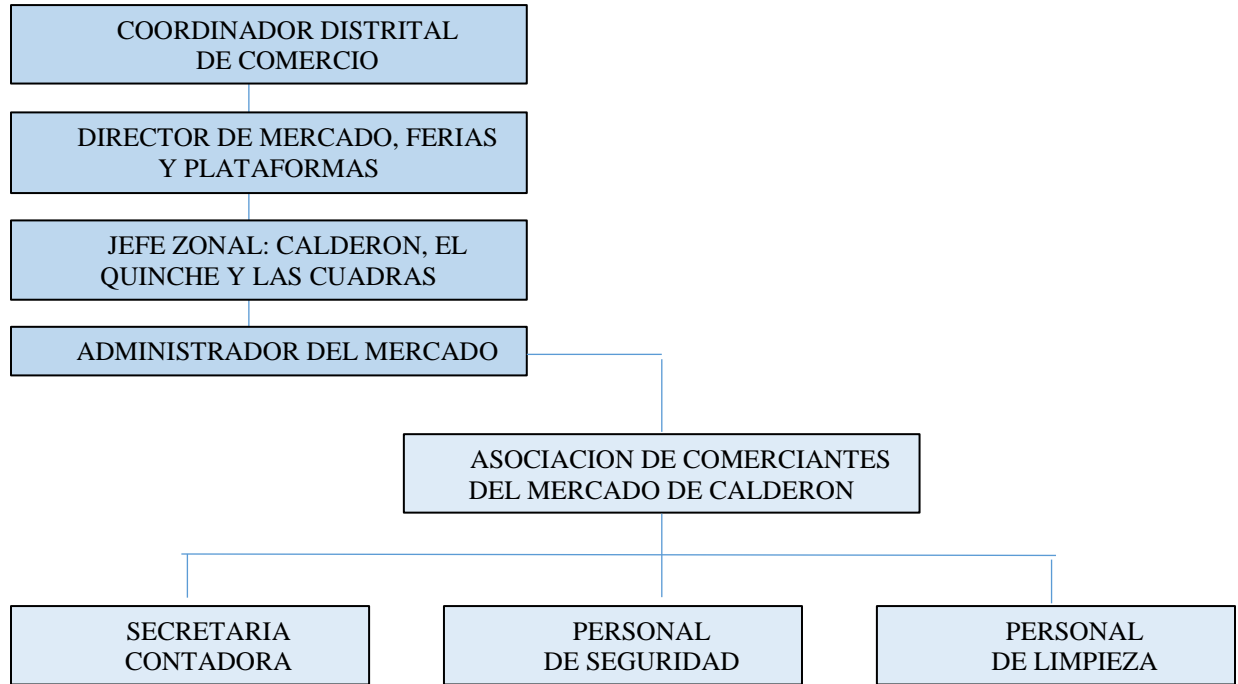 COORDINADOR DISTRITAL
DE COMERCIO
DIRECTOR DE MERCADO, FERIAS
Y PLATAFORMAS
JEFE ZONAL: CALDERON, EL
QUINCHE Y LAS CUADRAS
ADMINISTRADOR DEL MERCADO
ASOCIACION DE COMERCIANTES
DEL MERCADO DE CALDERON
SECRETARIA
CONTADORA
PERSONAL
DE SEGURIDAD
PERSONAL
DE LIMPIEZA